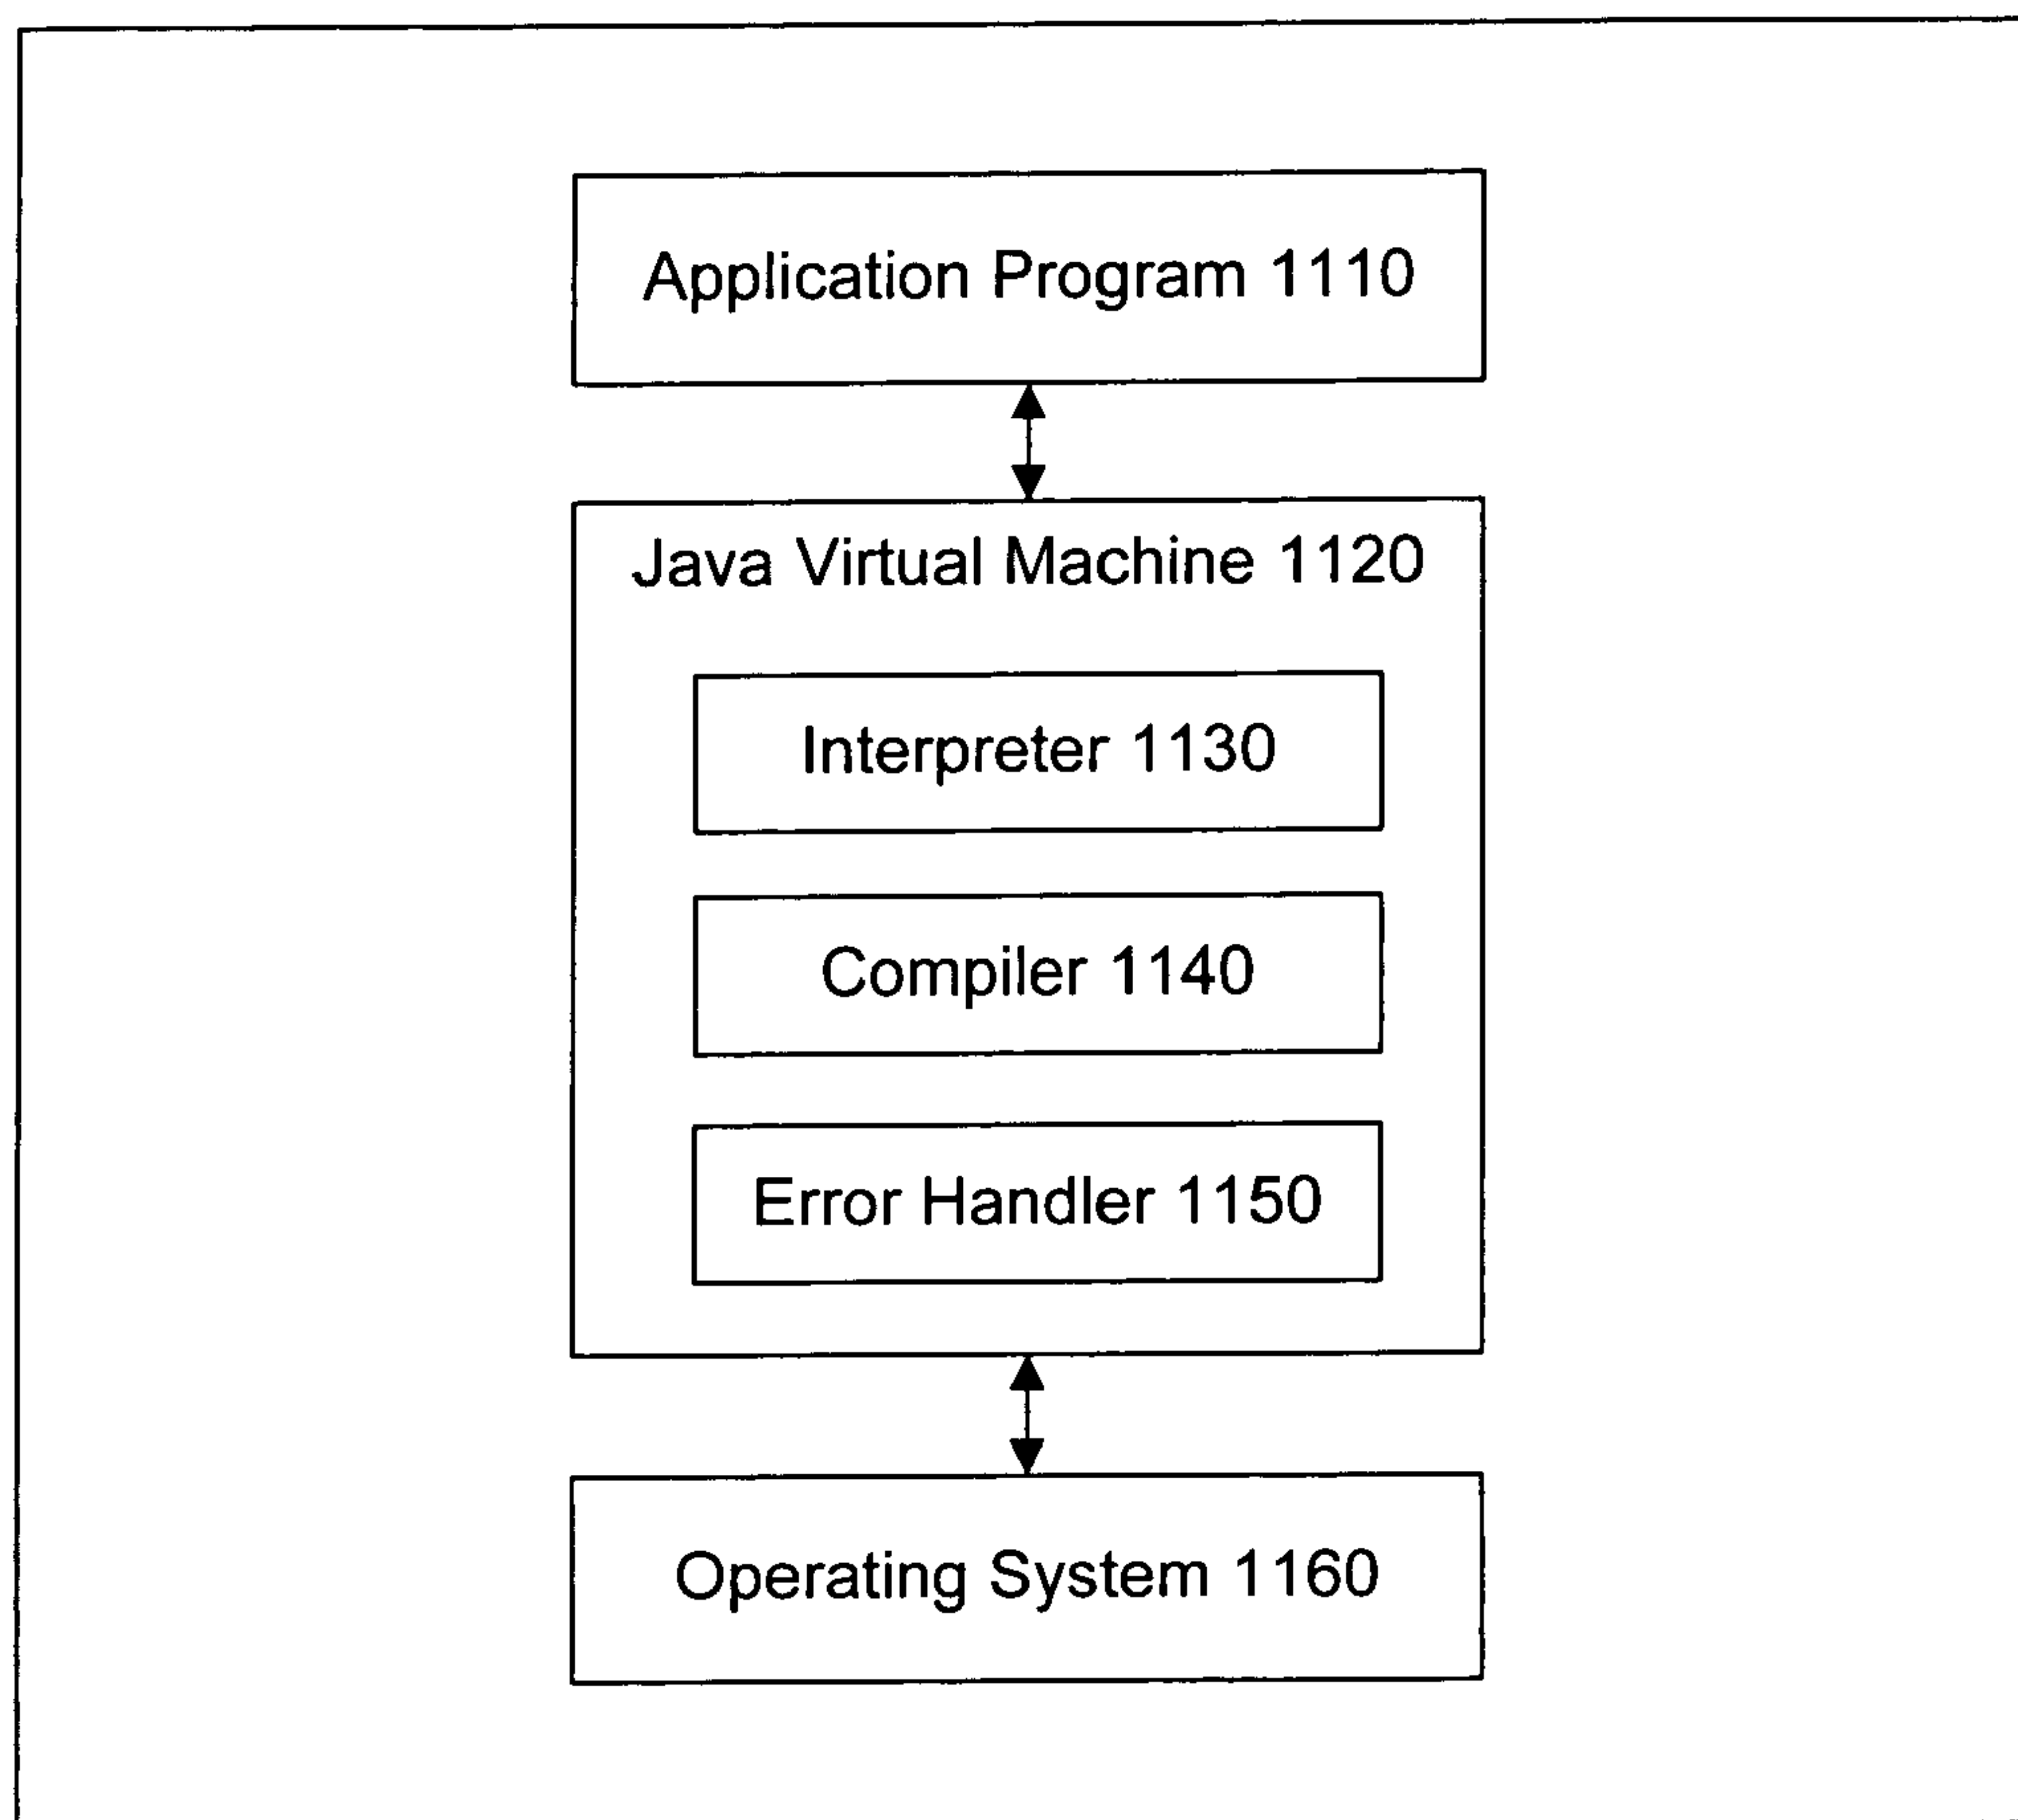 Application Program 1110
Java Virtual Machine 1120
Interpreter 1130
Compiler 1140
Error Handler 1150
Operating System 1160